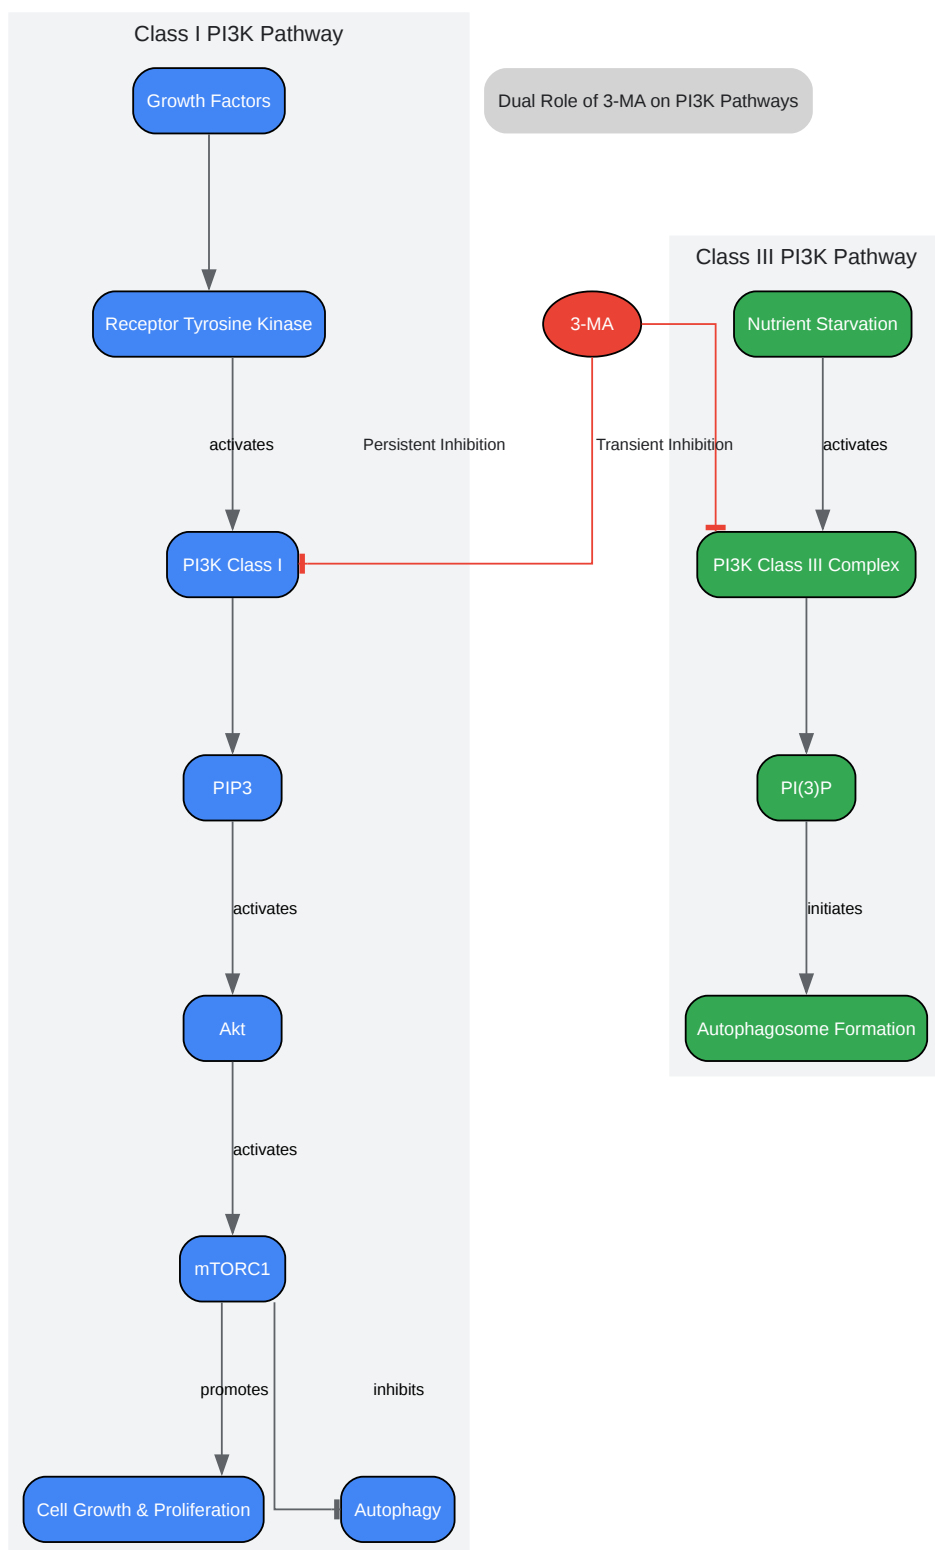 Class I PI3K Pathway
Growth Factors
Dual Role of 3-MA on PI3K Pathways
Class III PI3K Pathway
Receptor Tyrosine Kinase
3-MA
Nutrient Starvation
activates
Persistent Inhibition
Transient Inhibition
activates
PI3K Class I
PI3K Class III Complex
PIP3
PI(3)P
activates
initiates
Akt
Autophagosome Formation
activates
mTORC1
promotes
inhibits
Cell Growth & Proliferation
Autophagy